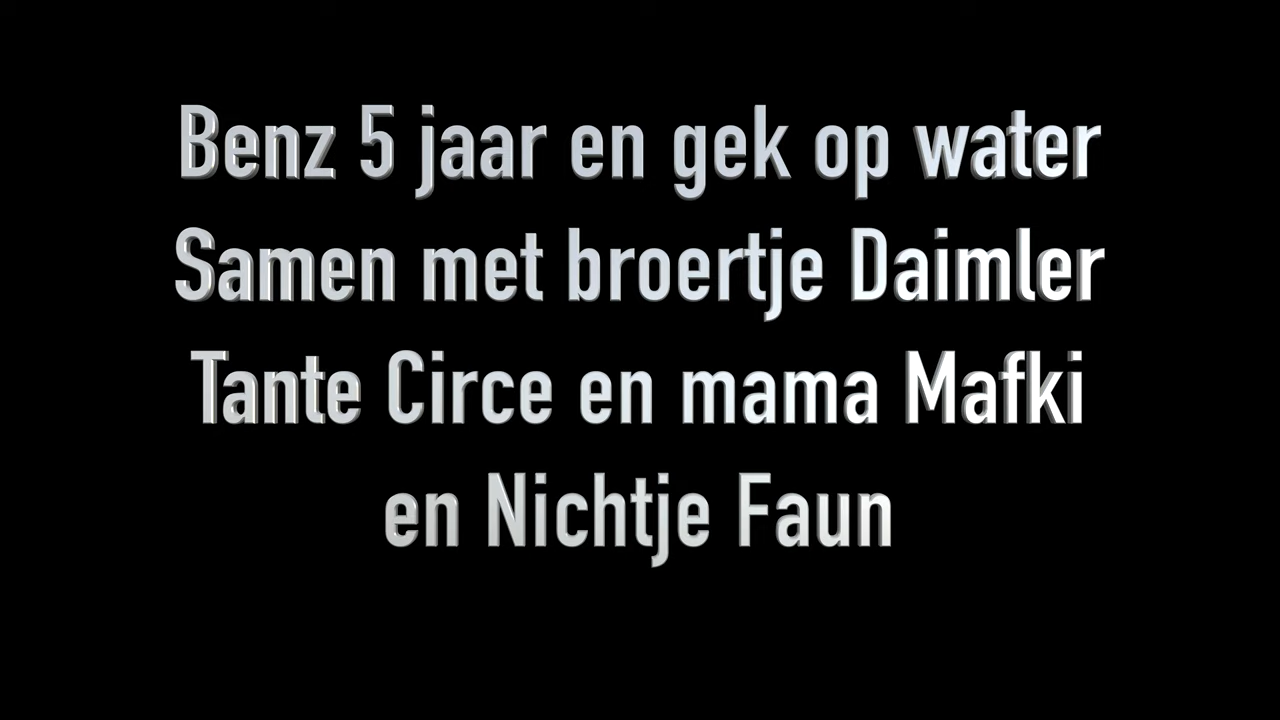 Benz 5 jaar en gek op water
Samen met broertje Daimler
Tante Circe en mama Mafki
en Nichtje Faun